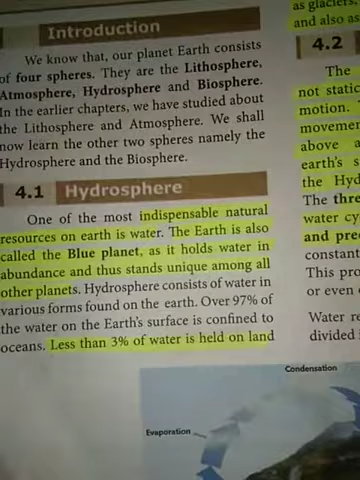 Introduction
We know that, our planet Earth consists
of four spheres. They are the Lithosphere,
Atmosphere, Hydrosphere and Biosphere.
In the earlier chapters, we have studied about
the Lithosphere and Atmosphere. We shall
now learn the other two spheres namely the
Hydrosphere and the Biosphere.
4.1 Hydrosphere
One of the most indispensable natural
resources on earth is water. The Earth is also
called the Blue planet, as it holds water in
abundance and thus stands unique among all
other planets. Hydrosphere consists of water in
various forms found on the earth. Over 97% of
the water on the Earth's surface is confined to
oceans. Less than 3% of water is held on land
as glaciers,
and also as
4.2
The
not static
motion.
movemen
above a
earth's s
the Hyd
The thre
water cy
and prec
constant
This pro
or even
Water re
divided
Condensation
Evaporation